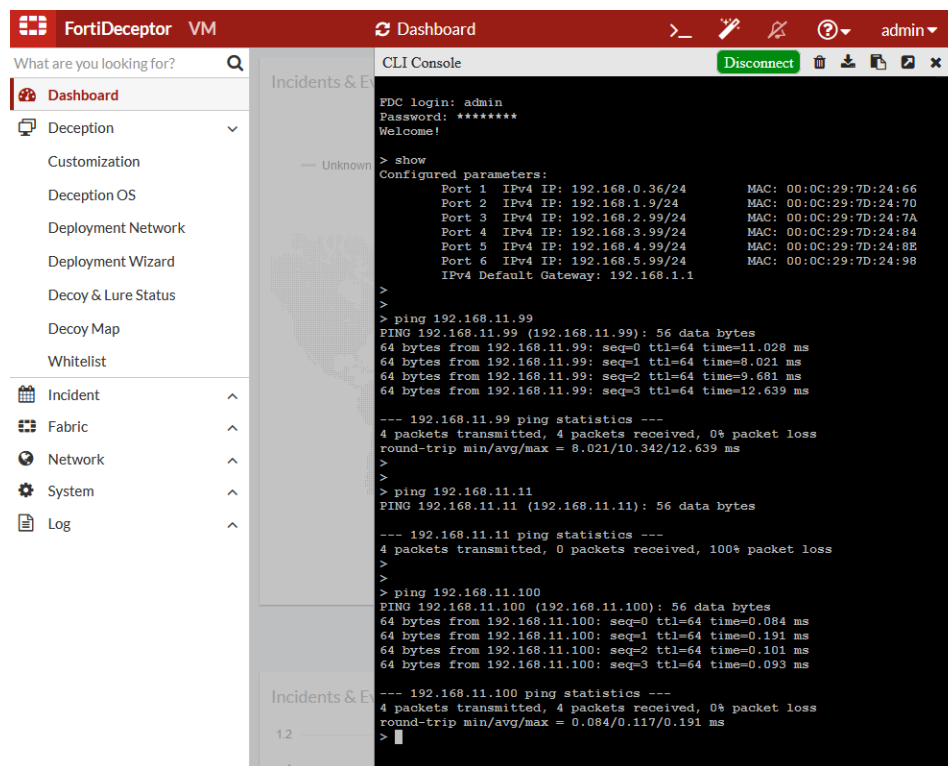 FortiDeceptor VM
Dashboard
>_
admin
What are you looking for?
Dashboard
Deception
Customization
Deception OS
Deployment Network
Deployment Wizard
Decoy & Lure Status
Decoy Map
Whitelist
Incident
Fabric
Network
System
Log
Incidents & Ev
Unknown
Incidents & Ev
1.2
CLI Console
Disconnect
FDC login: admin
Password: ********
Welcome!
> show
Configured parameters:
Port 1 IPv4 IP: 192.168.0.36/24 MAC: 00:0C:29:7D:24:66
Port 2 IPv4 IP: 192.168.1.9/24 MAC: 00:0C:29:7D:24:70
Port 3 IPv4 IP: 192.168.2.99/24 MAC: 00:0C:29:7D:24:7A
Port 4 IPv4 IP: 192.168.3.99/24 MAC: 00:0C:29:7D:24:84
Port 5 IPv4 IP: 192.168.4.99/24 MAC: 00:0C:29:7D:24:8E
Port 6 IPv4 IP: 192.168.5.99/24 MAC: 00:0C:29:7D:24:98
IPv4 Default Gateway: 192.168.1.1
>
>
> ping 192.168.11.99
PING 192.168.11.99 (192.168.11.99): 56 data bytes
64 bytes from 192.168.11.99: seq=0 ttl=64 time=11.028 ms
64 bytes from 192.168.11.99: seq=1 ttl=64 time=8.021 ms
64 bytes from 192.168.11.99: seq=2 ttl=64 time=9.681 ms
64 bytes from 192.168.11.99: seq=3 ttl=64 time=12.639 ms
--- 192.168.11.99 ping statistics ---
4 packets transmitted, 4 packets received, 0% packet loss
round-trip min/avg/max = 8.021/10.342/12.639 ms
>
>
> ping 192.168.11.11
PING 192.168.11.11 (192.168.11.11): 56 data bytes
--- 192.168.11.11 ping statistics ---
4 packets transmitted, 0 packets received, 100% packet loss
>
>
> ping 192.168.11.100
PING 192.168.11.100 (192.168.11.100): 56 data bytes
64 bytes from 192.168.11.100: seq=0 ttl=64 time=0.084 ms
64 bytes from 192.168.11.100: seq=1 ttl=64 time=0.191 ms
64 bytes from 192.168.11.100: seq=2 ttl=64 time=0.101 ms
64 bytes from 192.168.11.100: seq=3 ttl=64 time=0.093 ms
--- 192.168.11.100 ping statistics ---
4 packets transmitted, 4 packets received, 0% packet loss
round-trip min/avg/max = 0.084/0.117/0.191 ms
>